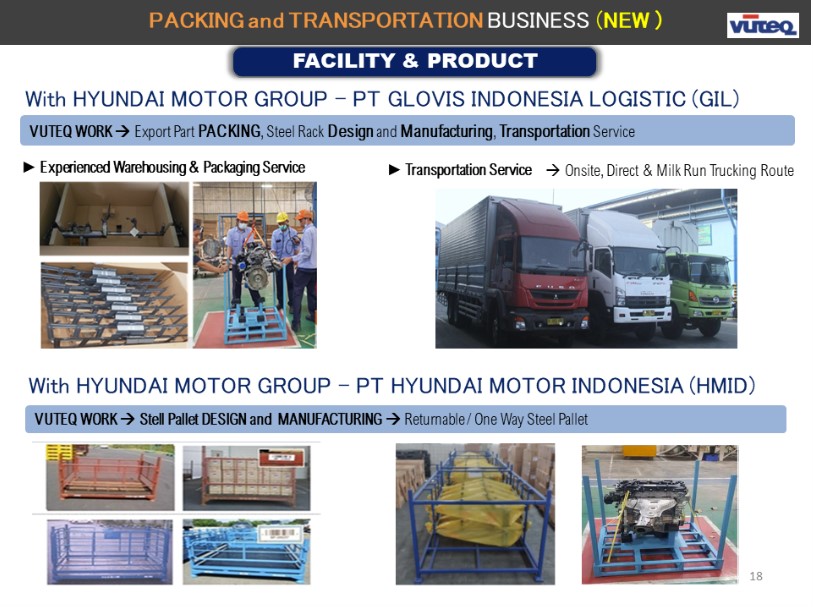 PACKING and TRANSPORTATION BUSINESS (NEW )
VUTEQ
FACILITY & PRODUCT
With HYUNDAI MOTOR GROUP – PT GLOVIS INDONESIA LOGISTIC (GIL)
VUTEQ WORK → Export Part PACKING, Steel Rack Design and Manufacturing, Transportation Service
► Experienced Warehousing & Packaging Service
► Transportation Service → Onsite, Direct & Milk Run Trucking Route
FUSO
With HYUNDAI MOTOR GROUP – PT HYUNDAI MOTOR INDONESIA (HMID)
VUTEQ WORK → Stell Pallet DESIGN and MANUFACTURING → Returnable / One Way Steel Pallet
18